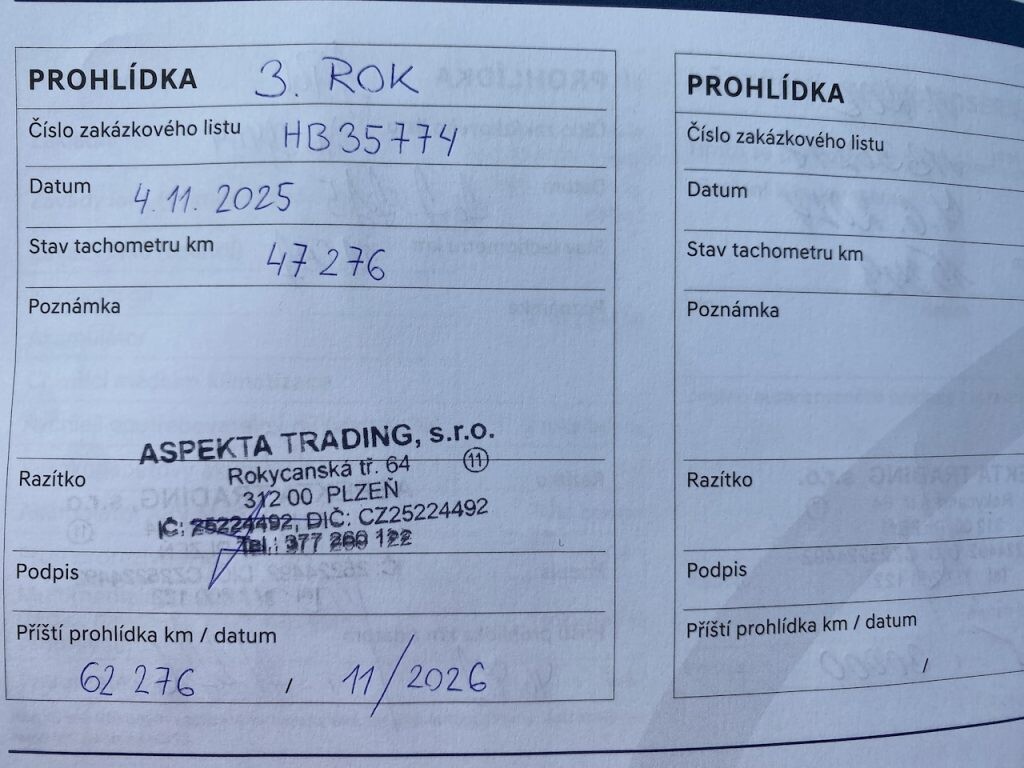 PROHLÍDKA 3. ROK
Číslo zakázkového listu HB35774
Datum 4. 11. 2025
Stav tachometru km 47 276
Poznámka
Razítko
ASPEKTA TRADING, s.r.o.
Rokycanská tř. 64 11
312 00 PLZEŇ
IČ: 25224492, DIČ: CZ25224492
Tel.: 377 260 122
Podpis
Příští prohlídka km / datum
62 276 / 11/2026
PROHLÍDKA
Číslo zakázkového listu
Datum
Stav tachometru km
Poznámka
Razítko
Podpis
Příští prohlídka km / datum
/